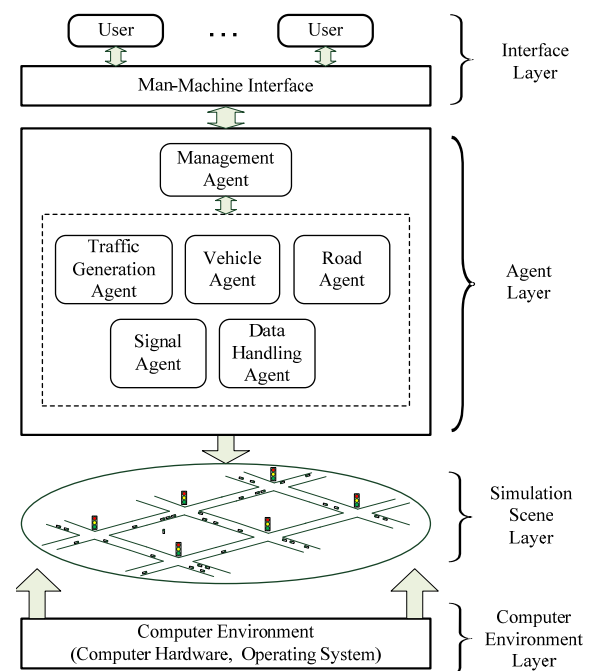 User
...
User
Interface
Layer
Man-Machine Interface
Management
Agent
Traffic
Generation
Agent
Vehicle
Agent
Road
Agent
Signal
Agent
Data
Handling
Agent
Agent
Layer
Simulation
Scene
Layer
Computer Environment
(Computer Hardware, Operating System)
Computer
Environment
Layer